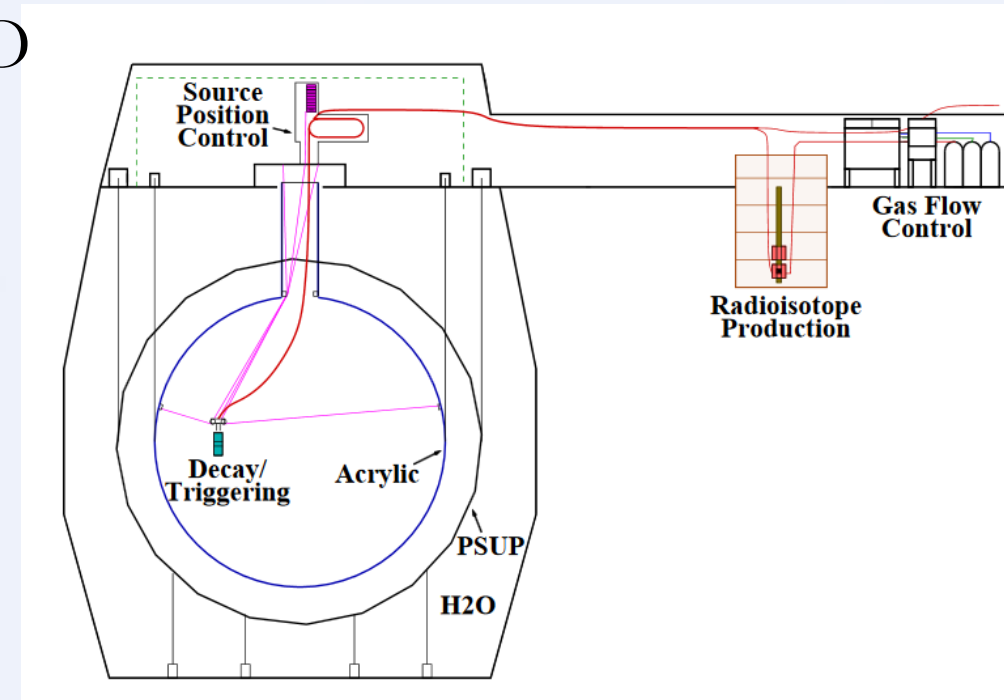 Source
Position
Control
Gas Flow
Control
Radioisotope
Production
Decay/
Triggering
Acrylic
PSUP
H2O